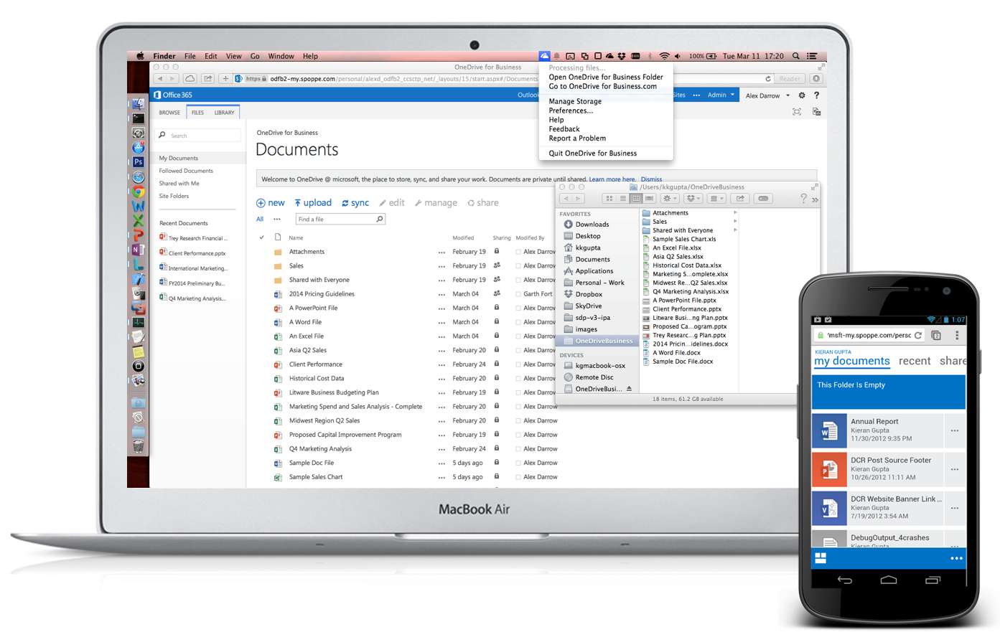 Finder File Edit View Go Window Help
100% Tue Mar 11 17:20
OneDrive for Business
https odfb2-my.spoppe.com/personal/alexd_odfb2_ccsctp_net/_layouts/15/start.aspx#/Documents
Reader
Processing files...
Open OneDrive for Business Folder
Go to OneDrive for Business.com
Manage Storage
Preferences...
Help
Feedback
Report a Problem
Quit OneDrive for Business
Office 365
Sites ··· Admin
Alex Darrow ?
BROWSE FILES LIBRARY
Search
My Documents
Followed Documents
Shared with Me
Site Folders
Recent Documents
Trey Research Financial ...
Client Performance.pptx
International Marketing...
FY2014 Preliminary Bu...
Q4 Marketing Analysis...
OneDrive for Business
Documents
Welcome to OneDrive @ microsoft, the place to store, sync, and share your work. Documents are private until shared. Learn more here. Dismiss
new upload sync edit manage share
All ··· Find a file
Name Modified Sharing Modified By
Attachments ... February 19 Alex Darrow
Sales ... February 19 Alex Darrow
Shared with Everyone ... February 19 Alex Darrow
2014 Pricing Guidelines ... March 04 Garth Fort
A PowerPoint File ... March 04 Alex Darrow
A Word File ... March 04 Alex Darrow
An Excel File ... March 04 Alex Darrow
Asia Q2 Sales ... February 20 Alex Darrow
Client Performance ... February 24 Alex Darrow
Historical Cost Data ... February 20 Alex Darrow
Litware Business Budgeting Plan ... February 19 Alex Darrow
Marketing Spend and Sales Analysis - Complete ... February 20 Alex Darrow
Midwest Region Q2 Sales ... February 20 Alex Darrow
Proposed Capital Improvement Program ... February 19 Alex Darrow
Q4 Marketing Analysis ... February 24 Alex Darrow
Sample Doc File ... 5 days ago Alex Darrow
Sample Sales Chart ... 5 days ago Alex Darrow
/Users/kkgupta/OneDriveBusiness
FAVORITES
Downloads
Desktop
kkgupta
Documents
Applications
Personal - Work
Dropbox
SkyDrive
sdp-v3-ipa
images
OneDriveBusiness
DEVICES
kgmacbook-osx
Remote Disc
OneDriveBusi...
Attachments
Sales
Shared with Everyone
Sample Sales Chart.xls
An Excel File.xlsx
Asia Q2 Sales.xlsx
Historical Cost Data.xlsx
Marketing S...omplete.xlsx
Midwest Re...Q2 Sales.xlsx
Q4 Marketing Analysis.xlsx
A PowerPoint File.pptx
Client Performance.pptx
Litware Busi...ng Plan.pptx
Proposed Ca...ogram.pptx
Trey Researc...g Plan.pptx
2014 Pricin...idelines.docx
A Word File.docx
Sample Doc File.docx
18 items, 61.2 GB available
MacBook Air
1:07
msft-my.spoppe.com/persc
2
KIERAN GUPTA
my documents recent share
This Folder Is Empty
Annual Report
Kieran Gupta
11/30/2012 9:35 PM
DCR Post Source Footer
Kieran Gupta
10/26/2012 11:11 AM
DCR Website Banner Link ...
Kieran Gupta
7/19/2012 3:54 AM
DebugOutput_4crashes
Kieran Gupta